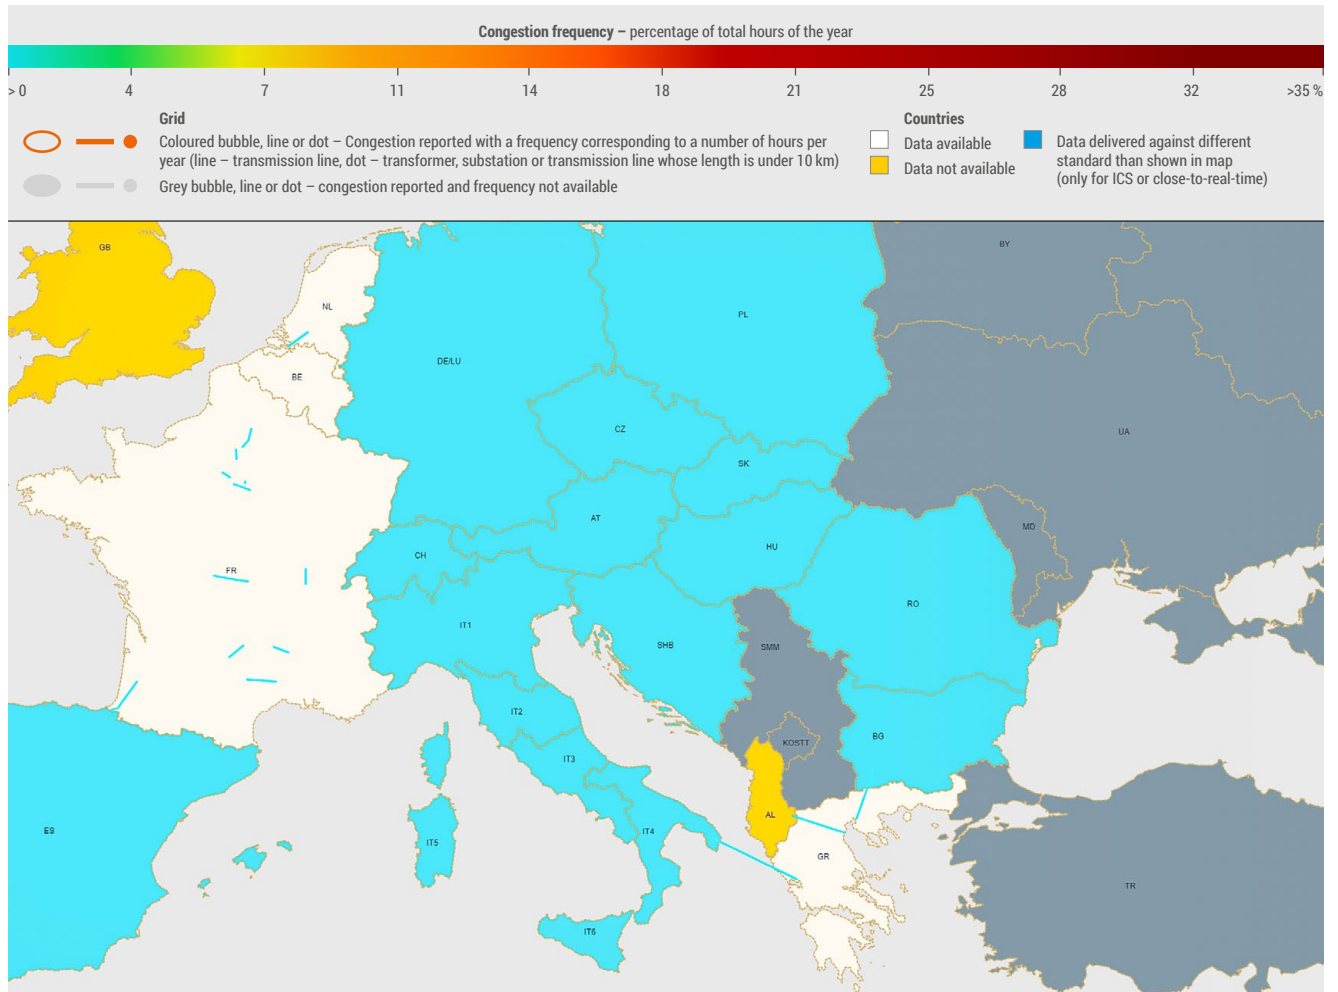 Congestion frequency – percentage of total hours of the year
> 0 4 7 11 14 18 21 25 28 32 >35 %
Grid
Coloured bubble, line or dot – Congestion reported with a frequency corresponding to a number of hours per
year (line – transmission line, dot – transformer, substation or transmission line whose length is under 10 km)
Grey bubble, line or dot – congestion reported and frequency not available
Countries
Data available
Data not available
Data delivered against different
standard than shown in map
(only for ICS or close-to-real-time)
GB
BY
NL
PL
DE/LU
BE
CZ
UA
SK
AT
MD
HU
CH
FR
RO
IT1
SHB
SMM
IT2
BG
KOSTT
IT3
AL
ES
IT5
IT4
GR
TR
IT6